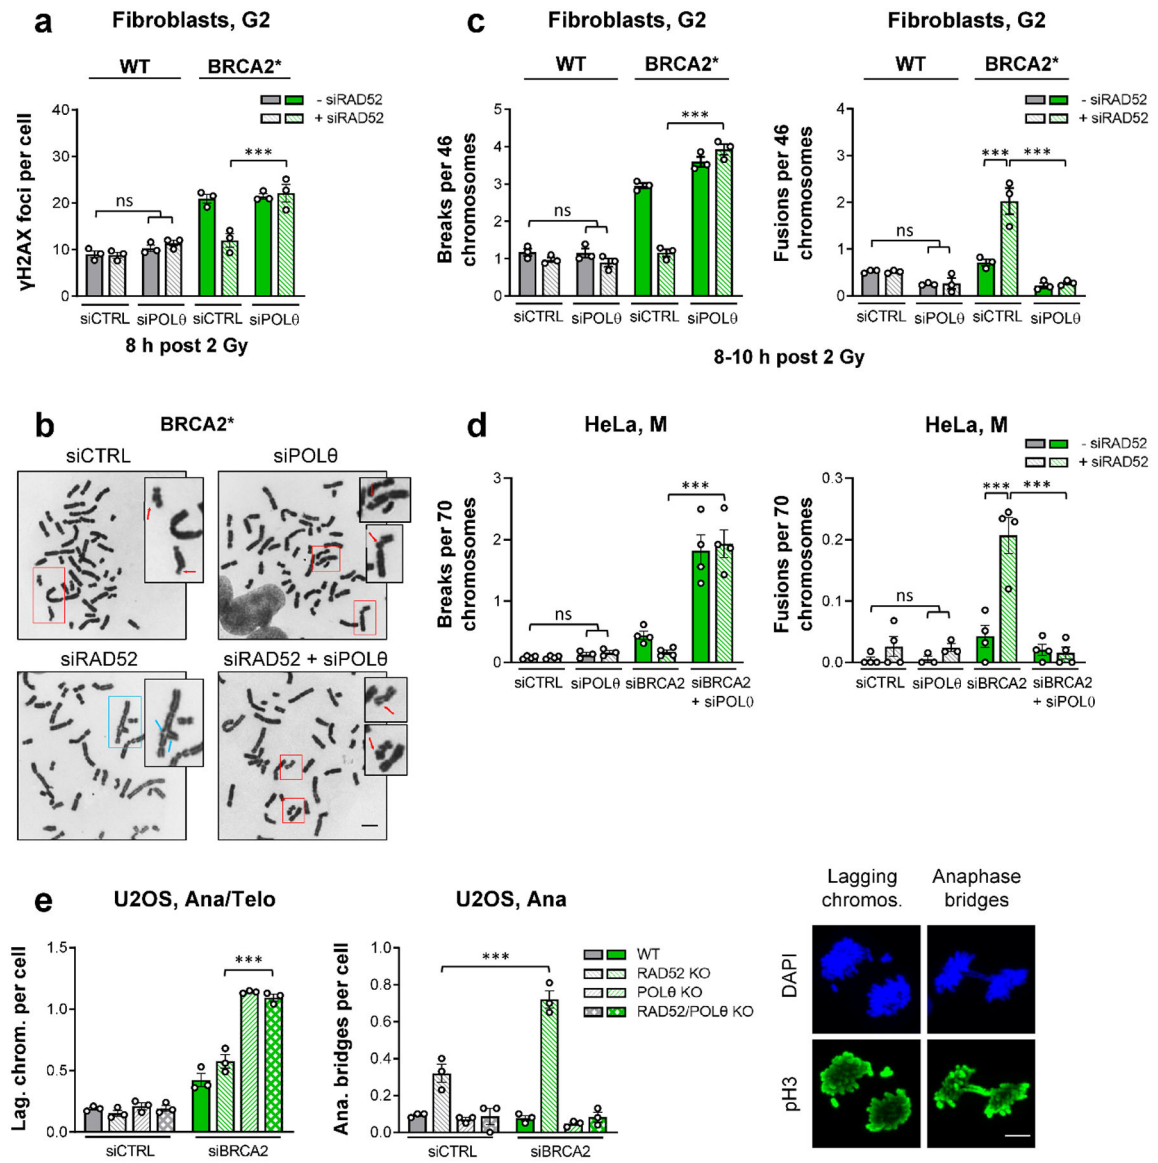 a
Fibroblasts, G2
WT
BRCA2*
- siRAD52
+ siRAD52
γH2AX foci per cell
40
30
20
10
0
ns
***
siCTRL
siPOLθ
siCTRL
siPOLθ
8 h post 2 Gy
c
Fibroblasts, G2
WT
BRCA2*
Breaks per 46
chromosomes
5
4
3
2
1
0
ns
***
siCTRL
siPOLθ
siCTRL
siPOLθ
Fibroblasts, G2
WT
BRCA2*
- siRAD52
+ siRAD52
Fusions per 46
chromosomes
4
3
2
1
0
ns
***
***
siCTRL
siPOLθ
siCTRL
siPOLθ
8-10 h post 2 Gy
b
BRCA2*
siCTRL
siPOLθ
siRAD52
siRAD52 + siPOLθ
d
HeLa, M
Breaks per 70
chromosomes
3
2
1
0
ns
***
siCTRL
siPOLθ
siBRCA2
siBRCA2
+ siPOLθ
HeLa, M
- siRAD52
+ siRAD52
Fusions per 70
chromosomes
0.3
0.2
0.1
0.0
ns
***
***
siCTRL
siPOLθ
siBRCA2
siBRCA2
+ siPOLθ
e
U2OS, Ana/Telo
Lag. chrom. per cell
1.5
1.0
0.5
0.0
***
siCTRL
siBRCA2
U2OS, Ana
Ana. bridges per cell
1.0
0.8
0.6
0.4
0.2
0.0
***
siCTRL
siBRCA2
WT
RAD52 KO
POLθ KO
RAD52/POLθ KO
Lagging
chromos.
Anaphase
bridges
DAPI
pH3